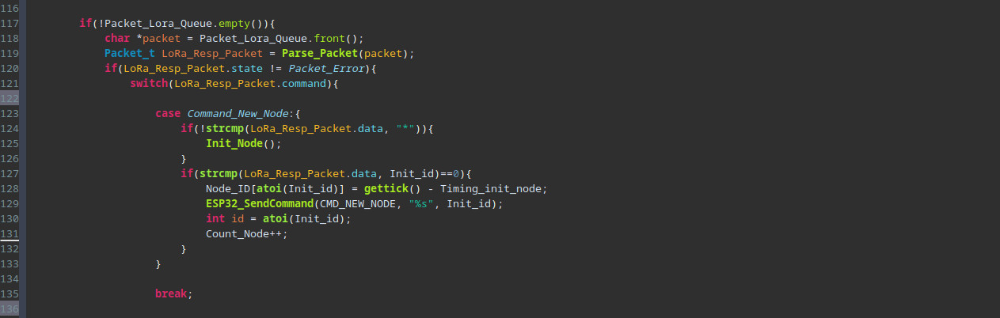 116
117 if(!Packet_Lora_Queue.empty()){
118 char *packet = Packet_Lora_Queue.front();
119 Packet_t LoRa_Resp_Packet = Parse_Packet(packet);
120 if(LoRa_Resp_Packet.state != Packet_Error){
121 switch(LoRa_Resp_Packet.command){
122
123 case Command_New_Node:{
124 if(!strcmp(LoRa_Resp_Packet.data, "*")){
125 Init_Node();
126 }
127 if(strcmp(LoRa_Resp_Packet.data, Init_id)==0){
128 Node_ID[atoi(Init_id)] = gettick() - Timing_init_node;
129 ESP32_SendCommand(CMD_NEW_NODE, "%s", Init_id);
130 int id = atoi(Init_id);
131 Count_Node++;
132 }
133 }
134
135 break;
136